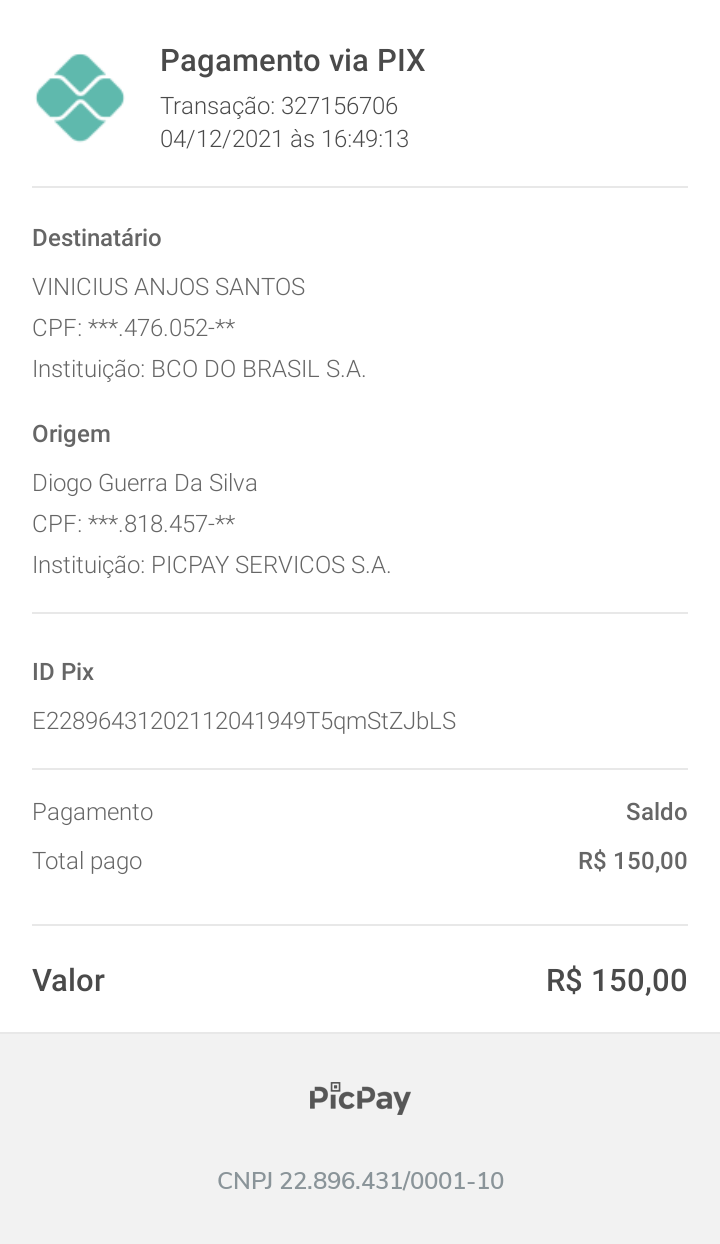 Pagamento via PIX
Transação: 327156706
04/12/2021 às 16:49:13
Destinatário
VINICIUS ANJOS SANTOS
CPF: ***.476.052-**
Instituição: BCO DO BRASIL S.A.
Origem
Diogo Guerra Da Silva
CPF: ***.818.457-**
Instituição: PICPAY SERVICOS S.A.
ID Pix
E22896431202112041949T5qmStZJbLS
Pagamento Saldo
Total pago R$ 150,00
Valor R$ 150,00
PicPay
CNPJ 22.896.431/0001-10